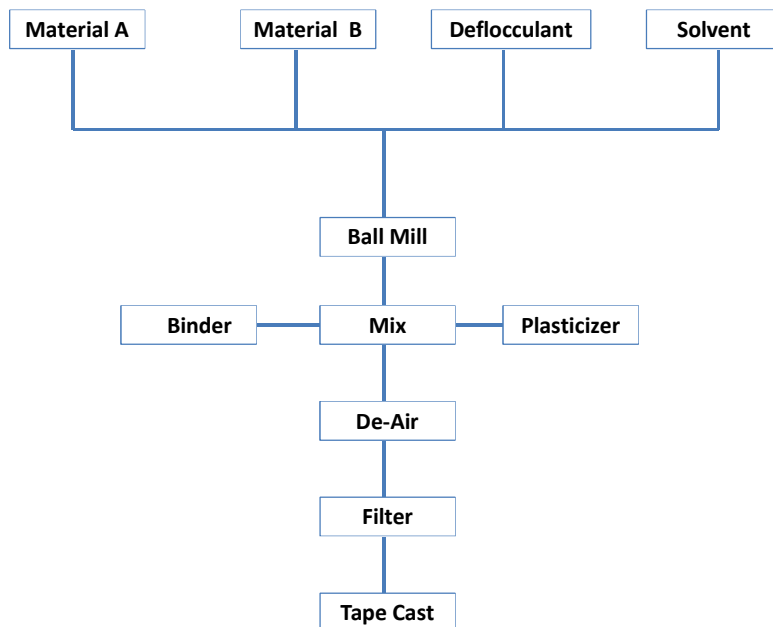 Material A
Material B
Deflocculant
Solvent
Ball Mill
Binder
Mix
Plasticizer
De-Air
Filter
Tape Cast